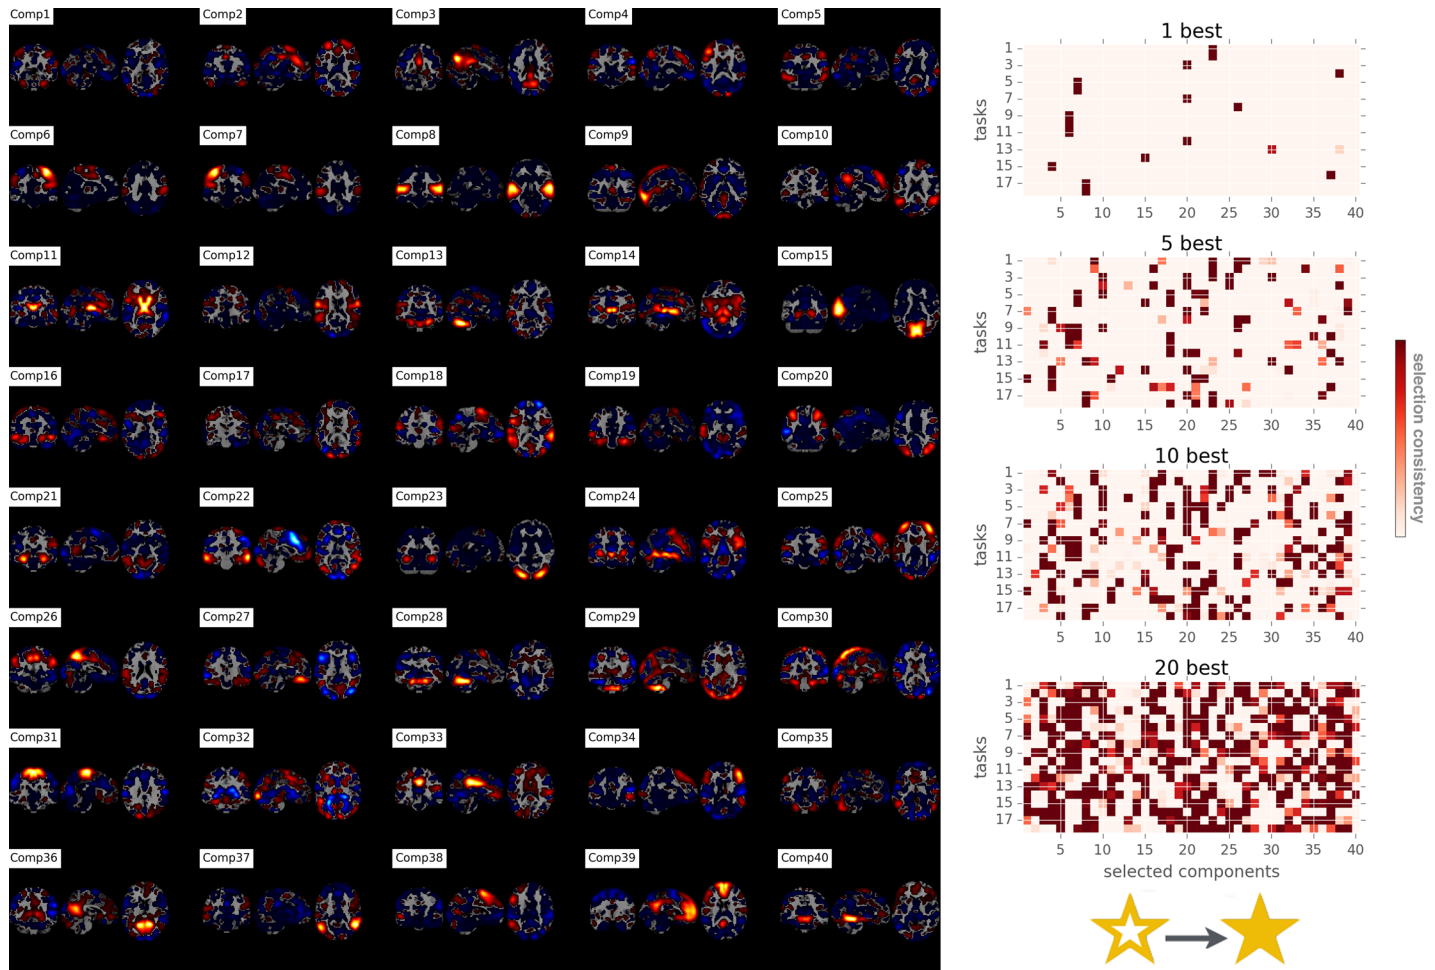 Comp1 Comp2 Comp3 Comp4 Comp5
Comp6 Comp7 Comp8 Comp9 Comp10
Comp11 Comp12 Comp13 Comp14 Comp15
Comp16 Comp17 Comp18 Comp19 Comp20
Comp21 Comp22 Comp23 Comp24 Comp25
Comp26 Comp27 Comp28 Comp29 Comp30
Comp31 Comp32 Comp33 Comp34 Comp35
Comp36 Comp37 Comp38 Comp39 Comp40
1 best
tasks
1
3
5
7
9
11
13
15
17
5 10 15 20 25 30 35 40
5 best
tasks
1
3
5
7
9
11
13
15
17
5 10 15 20 25 30 35 40
10 best
tasks
1
3
5
7
9
11
13
15
17
5 10 15 20 25 30 35 40
20 best
tasks
1
3
5
7
9
11
13
15
17
5 10 15 20 25 30 35 40
selected components
selection consistency